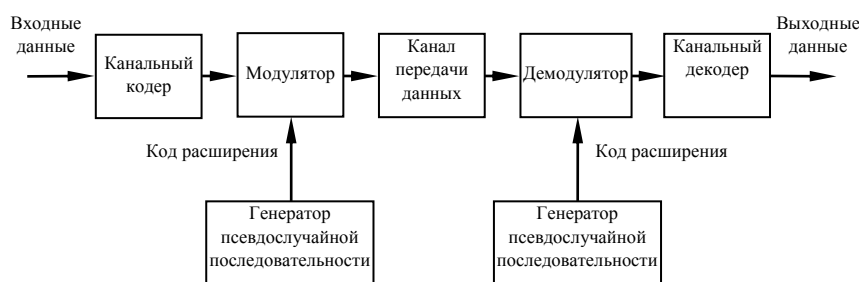 Входные
данные
Канальный
кодер
Модулятор
Канал
передачи
данных
Демодулятор
Канальный
декодер
Выходные
данные
Код расширения
Код расширения
Генератор
псевдослучайной
последовательности
Генератор
псевдослучайной
последовательности